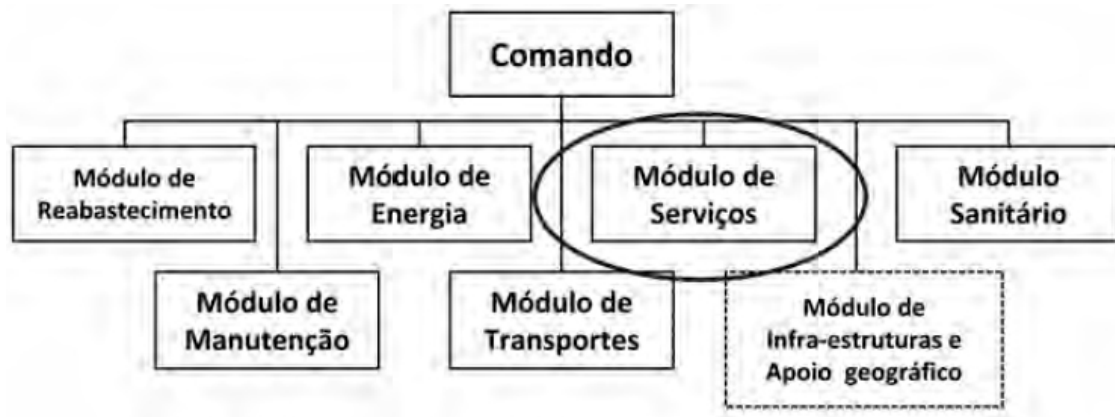 Comando
Módulo de
Reabastecimento
Módulo de
Energia
Módulo de
Serviços
Módulo
Sanitário
Módulo de
Manutenção
Módulo de
Transportes
Módulo de
Infra-estruturas e
Apoio geográfico